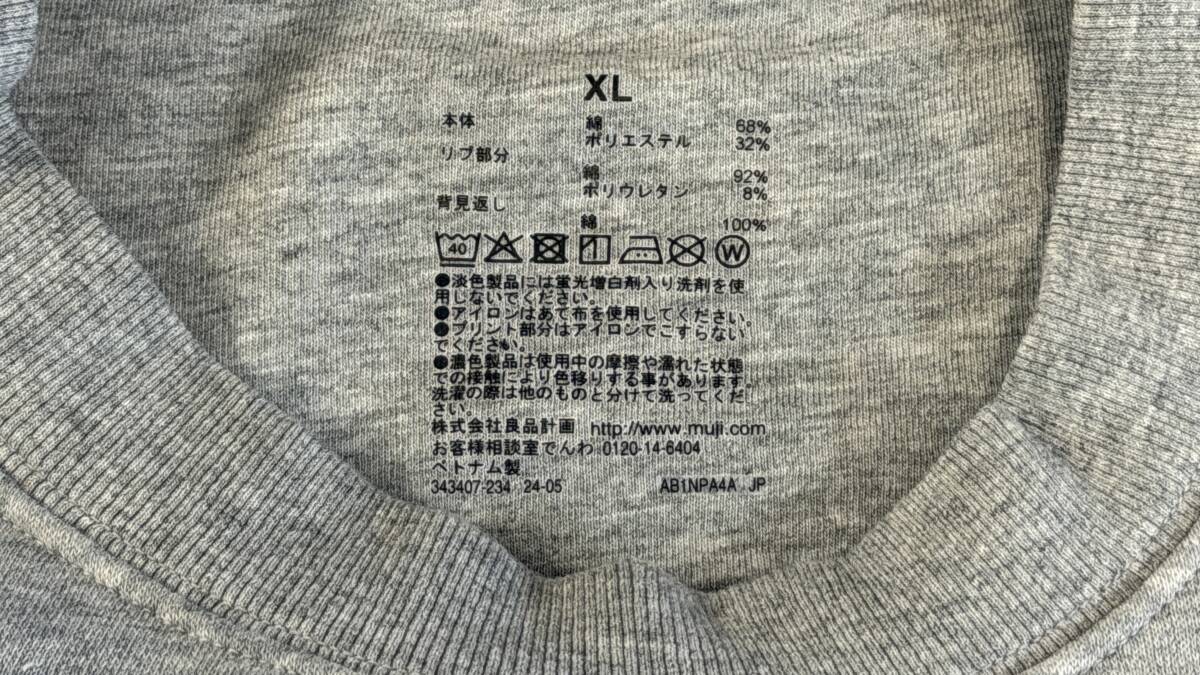 XL
本体 綿 68%
ポリエステル 32%
リブ部分
綿 92%
ポリウレタン 8%
背見返し
綿 100%
40 W
●淡色製品には蛍光増白剤入り洗剤を使
用しないでください。
●アイロンはあて布を使用してください。
●プリント部分はアイロンでこすらない
でください。
●濃色製品は使用中の摩擦や濡れた状態
での接触により色移りする事があります。
洗濯の際は他のものと分けて洗ってくだ
さい。
株式会社良品計画 http://www.muji.com
お客様相談室でんわ 0120-14-6404
ベトナム製
343407-234 24-05 AB1NPA4A JP